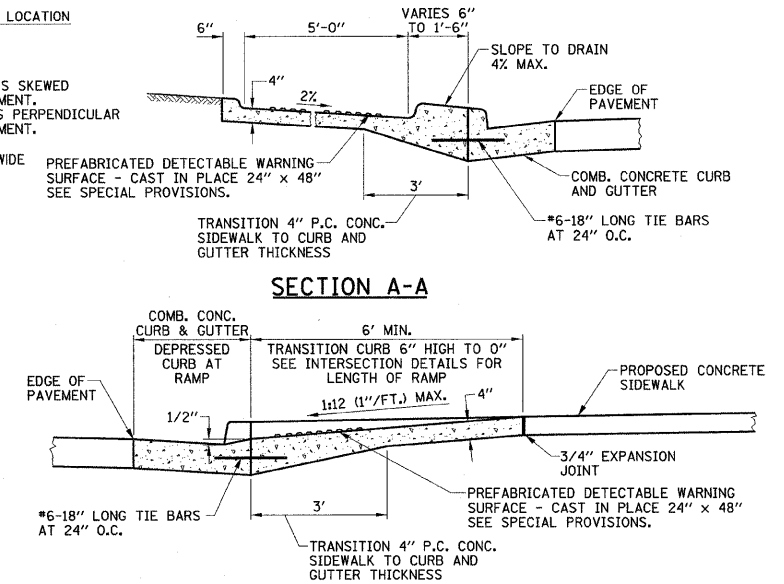 LOCATION
S SKEWED
MENT.
S PERPENDICULAR
MENT.
WIDE
6"
5'-0"
VARIES 6"
TO 1'-6"
SLOPE TO DRAIN
4% MAX.
4"
2%
EDGE OF
PAVEMENT
PREFABRICATED DETECTABLE WARNING
SURFACE - CAST IN PLACE 24" x 48"
SEE SPECIAL PROVISIONS.
3'
COMB. CONCRETE CURB
AND GUTTER
TRANSITION 4" P.C. CONC.
SIDEWALK TO CURB AND
GUTTER THICKNESS
#6-18" LONG TIE BARS
AT 24" O.C.
SECTION A-A
COMB. CONC.
CURB & GUTTER
DEPRESSED
CURB AT
RAMP
6' MIN.
TRANSITION CURB 6" HIGH TO 0"
SEE INTERSECTION DETAILS FOR
LENGTH OF RAMP
EDGE OF
PAVEMENT
1:12 (1"/FT.) MAX.
4"
PROPOSED CONCRETE
SIDEWALK
1/2"
3/4" EXPANSION
JOINT
#6-18" LONG TIE BARS
AT 24" O.C.
3'
PREFABRICATED DETECTABLE WARNING
SURFACE - CAST IN PLACE 24" x 48"
SEE SPECIAL PROVISIONS.
TRANSITION 4" P.C. CONC.
SIDEWALK TO CURB AND
GUTTER THICKNESS